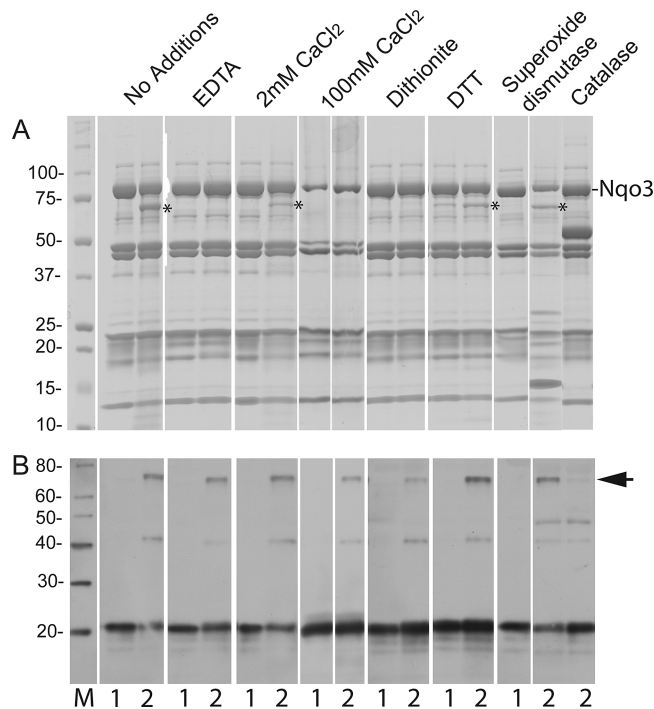 No Additions
EDTA
2mM CaCl2
100mM CaCl2
Dithionite
DTT
Superoxide
dismutase
Catalase
A
100-
75-
50-
37-
25-
20-
15-
10-
* * * *
-Nqo3
B
80-
60-
50-
40-
30-
20-
M 1 2 1 2 1 2 1 2 1 2 1 2 1 2 2